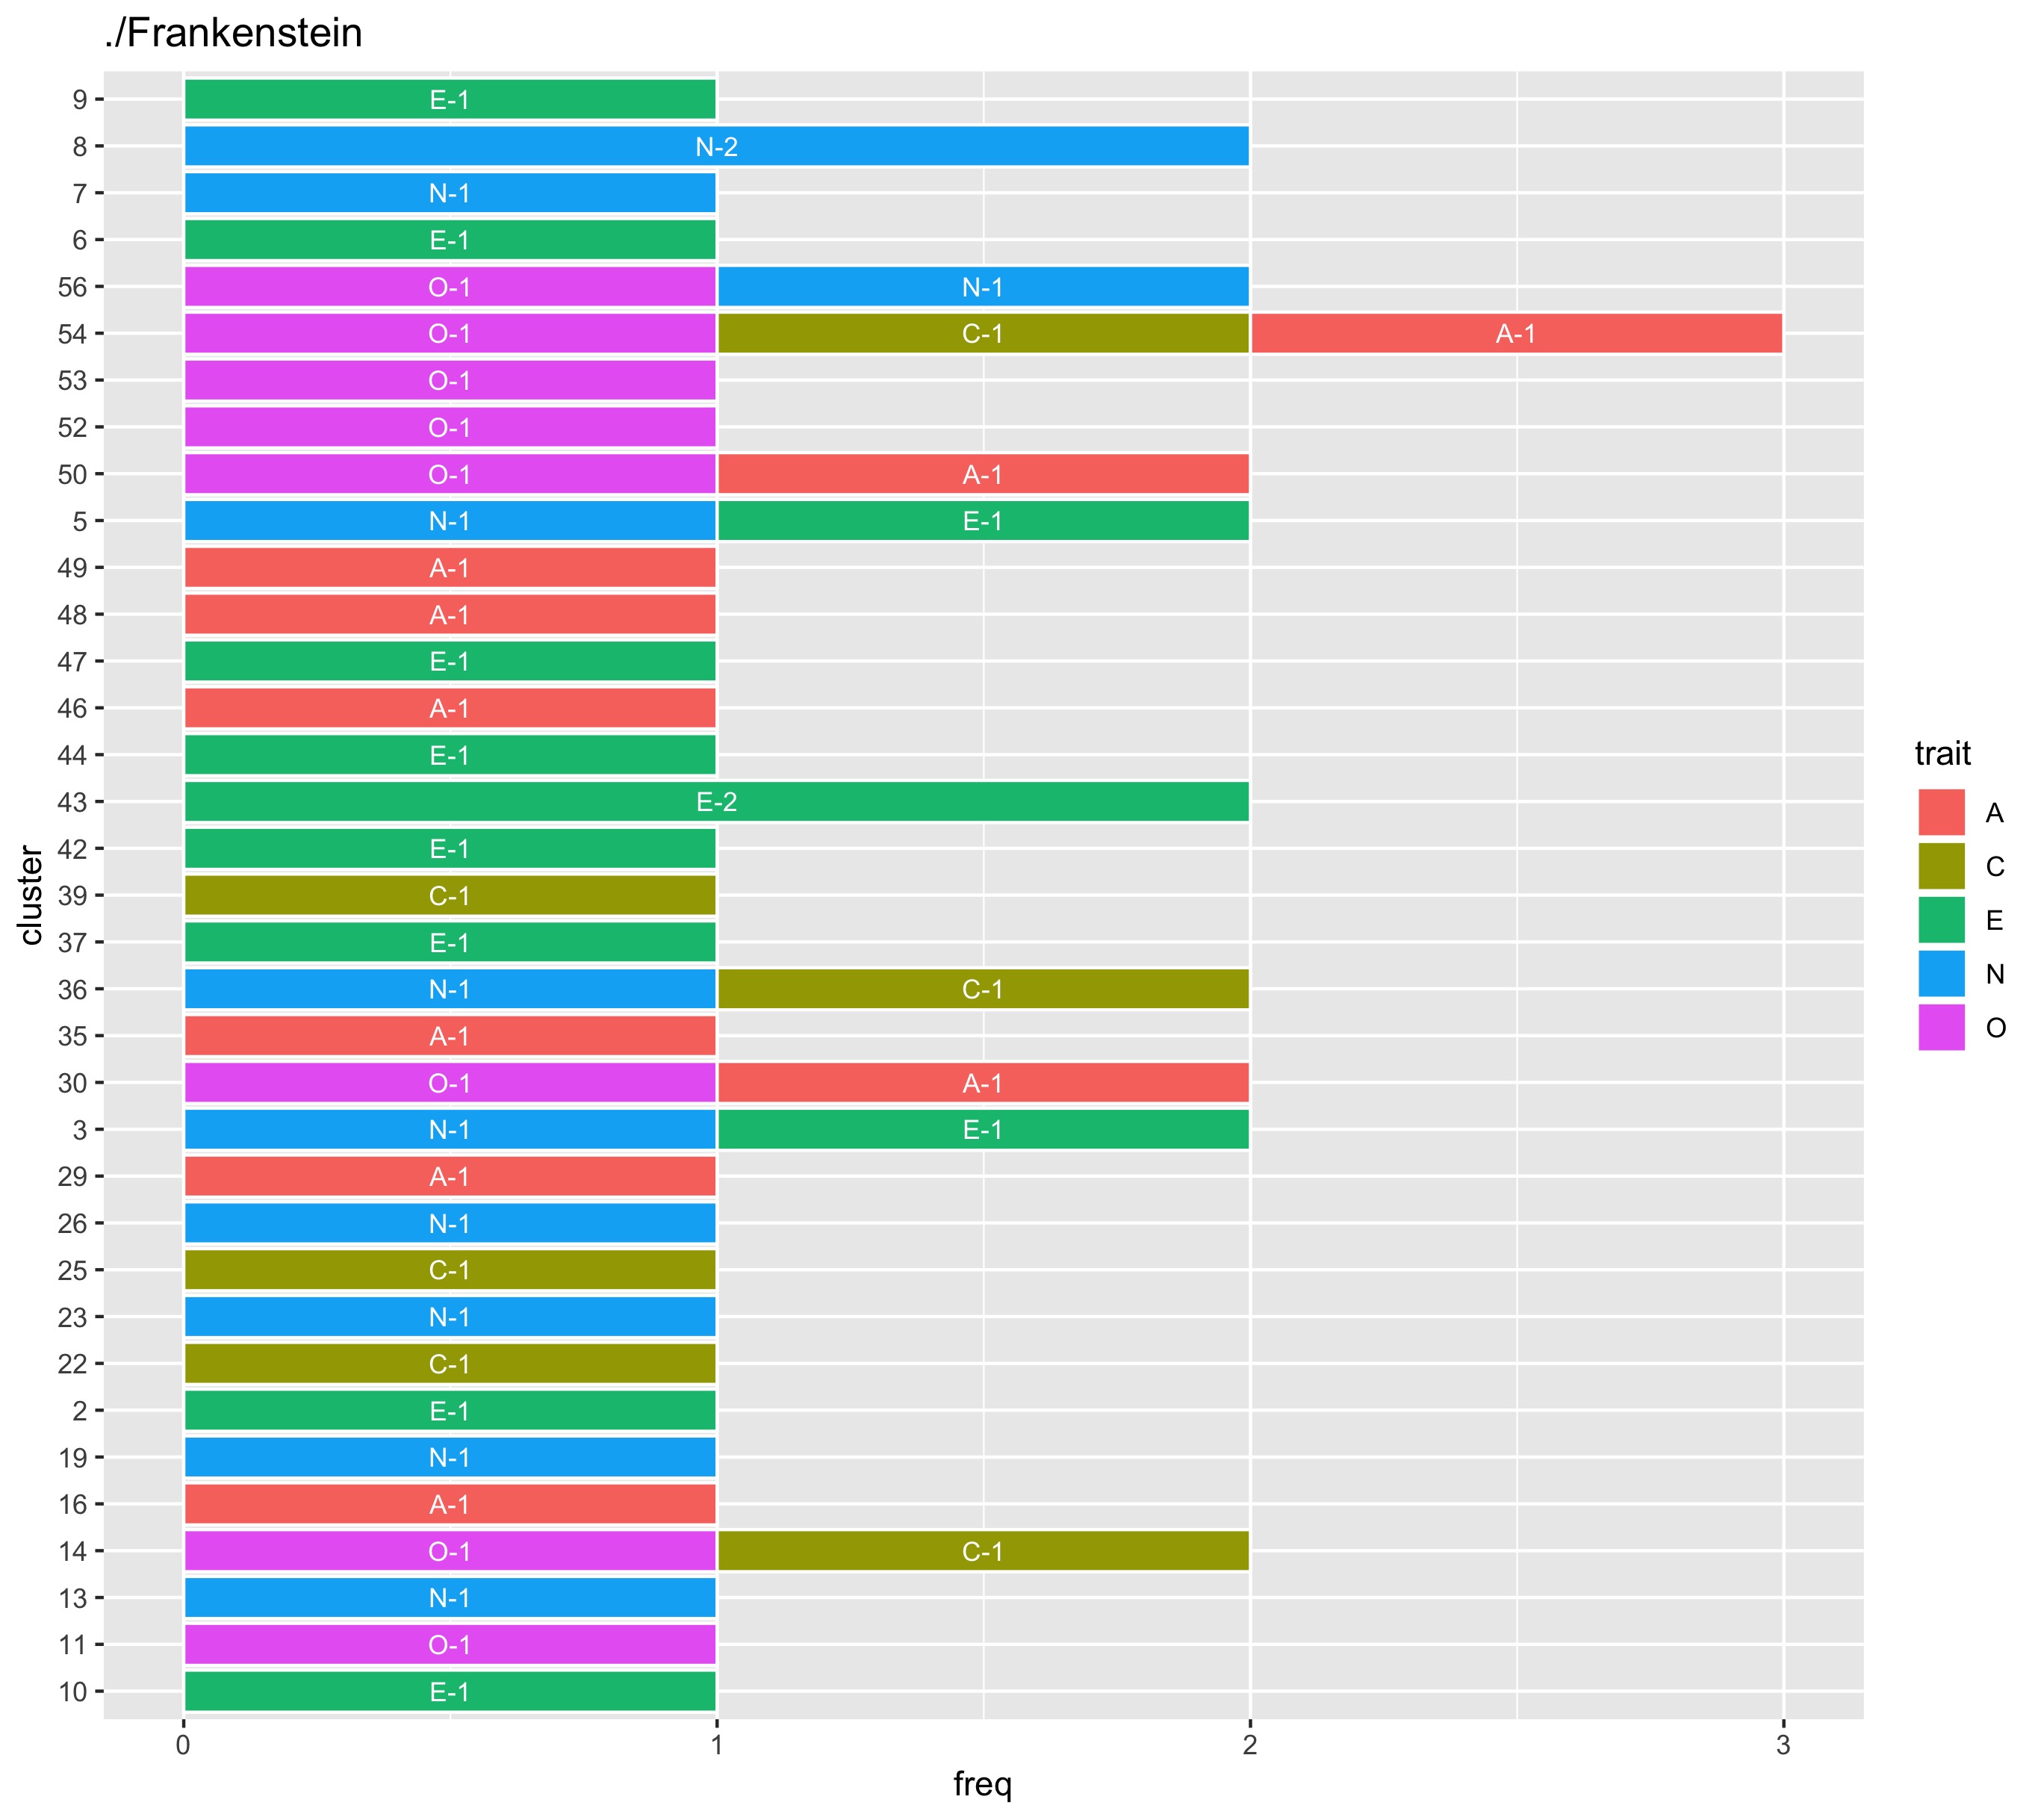 ./Frankenstein
9 E-1
8 N-2
7 N-1
6 E-1
56 O-1 N-1
54 O-1 C-1 A-1
53 O-1
52 O-1
50 O-1 A-1
5 N-1 E-1
49 A-1
48 A-1
47 E-1
46 A-1
44 E-1
43 E-2
42 E-1
39 C-1
37 E-1
36 N-1 C-1
35 A-1
30 O-1 A-1
3 N-1 E-1
29 A-1
26 N-1
25 C-1
23 N-1
22 C-1
2 E-1
19 N-1
16 A-1
14 O-1 C-1
13 N-1
11 O-1
10 E-1
0 1 2 3
freq
cluster
trait
A
C
E
N
O